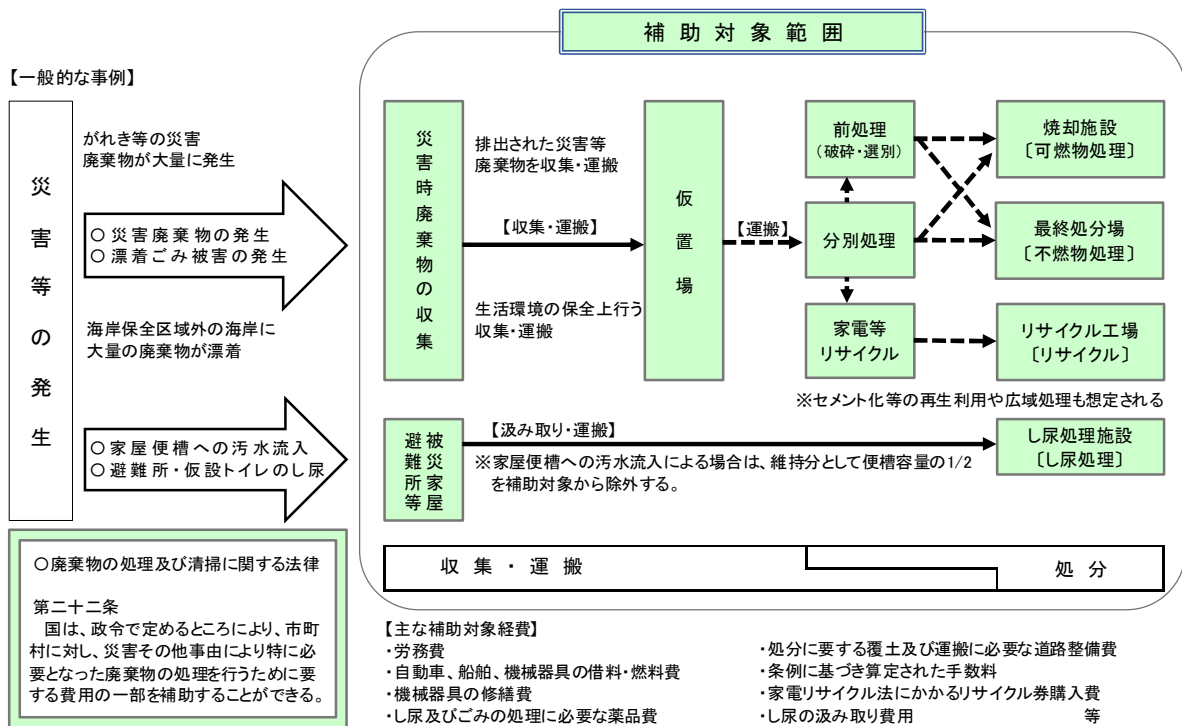 補助対象範囲
【一般的な事例】
災害等の発生
がれき等の災害
廃棄物が大量に発生
○災害廃棄物の発生
○漂着ごみ被害の発生
海岸保全区域外の海岸に
大量の廃棄物が漂着
○家屋便槽への汚水流入
○避難所・仮設トイレのし尿
災害時廃棄物の収集
排出された災害等
廃棄物を収集・運搬
【収集・運搬】
生活環境の保全上行う
収集・運搬
仮置場
【運搬】
前処理
(破砕・選別)
分別処理
家電等
リサイクル
焼却施設
〔可燃物処理〕
最終処分場
〔不燃物処理〕
リサイクル工場
〔リサイクル〕
※セメント化等の再生利用や広域処理も想定される
被災家屋
避難所等
【汲み取り・運搬】
※家屋便槽への汚水流入による場合は、維持分として便槽容量の1/2
を補助対象から除外する。
し尿処理施設
〔し尿処理〕
収集・運搬
処分
○廃棄物の処理及び清掃に関する法律
第二十二条
国は、政令で定めるところにより、市町
村に対し、災害その他事由により特に必
要となった廃棄物の処理を行うために要
する費用の一部を補助することができる。
【主な補助対象経費】
・労務費
・自動車、船舶、機械器具の借料・燃料費
・機械器具の修繕費
・し尿及びごみの処理に必要な薬品費
・処分に要する覆土及び運搬に必要な道路整備費
・条例に基づき算定された手数料
・家電リサイクル法にかかるリサイクル券購入費
・し尿の汲み取り費用 等